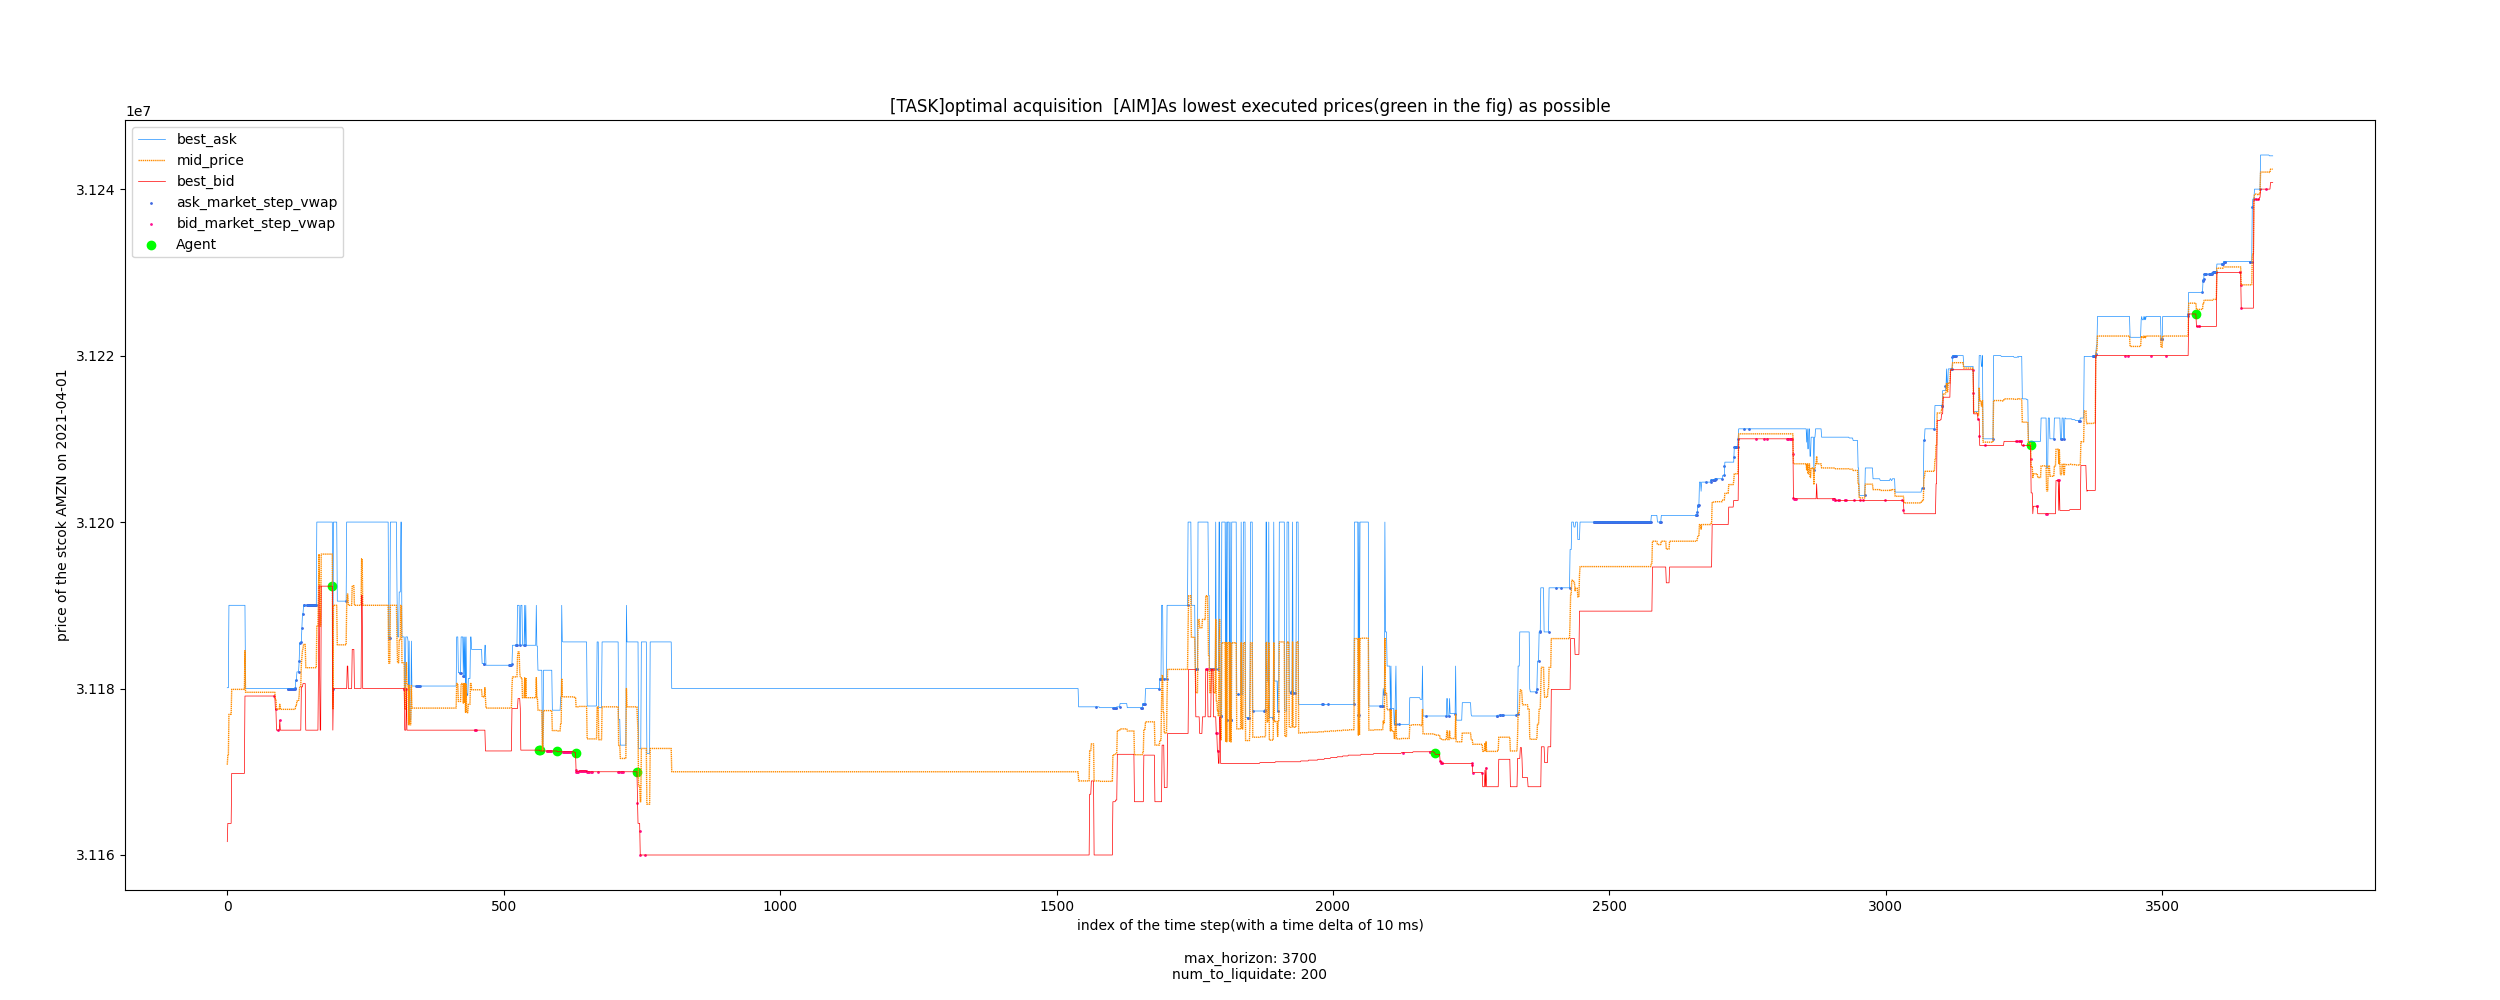 [TASK]optimal acquisition  [AIM]As lowest executed prices(green in the fig) as possible
1e7
best_ask
mid_price
best_bid
ask_market_step_vwap
bid_market_step_vwap
Agent
3.124
3.122
3.120
3.118
3.116
price of the stcok AMZN on 2021-04-01
0 500 1000 1500 2000 2500 3000 3500
index of the time step(with a time delta of 10 ms)
max_horizon: 3700
num_to_liquidate: 200